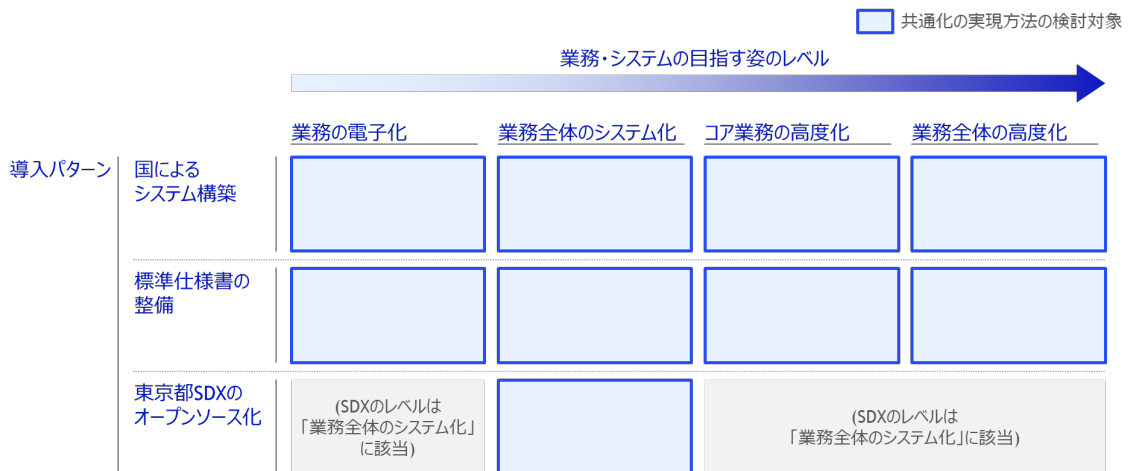 共通化の実現方法の検討対象
業務・システムの目指す姿のレベル
業務の電子化
業務全体のシステム化
コア業務の高度化
業務全体の高度化
導入パターン
国による
システム構築
標準仕様書の
整備
東京都SDXの
オープンソース化
(SDXのレベルは
「業務全体のシステム化」
に該当)
(SDXのレベルは
「業務全体のシステム化」に該当)